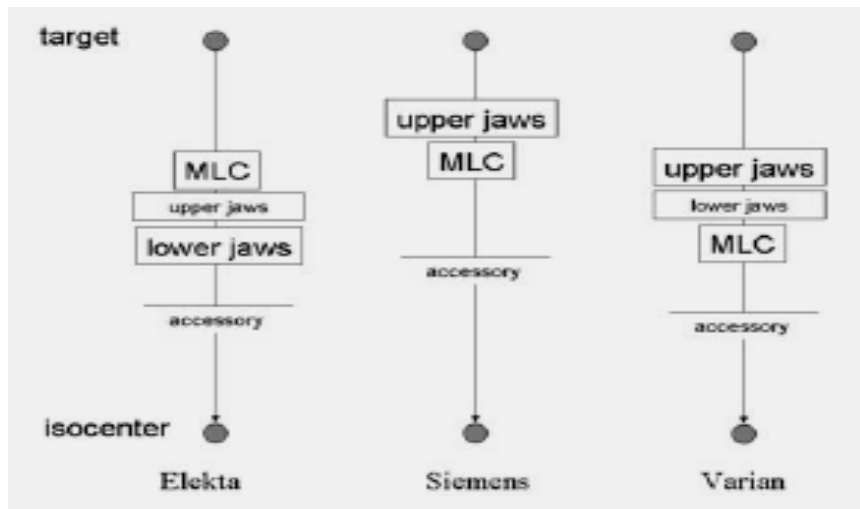 target
upper jaws
MLC
MLC
upper jaws
upper jaws
lower jaws
lower jaws
MLC
accessory
accessory
accessory
isocenter
Elekta
Siemens
Varian